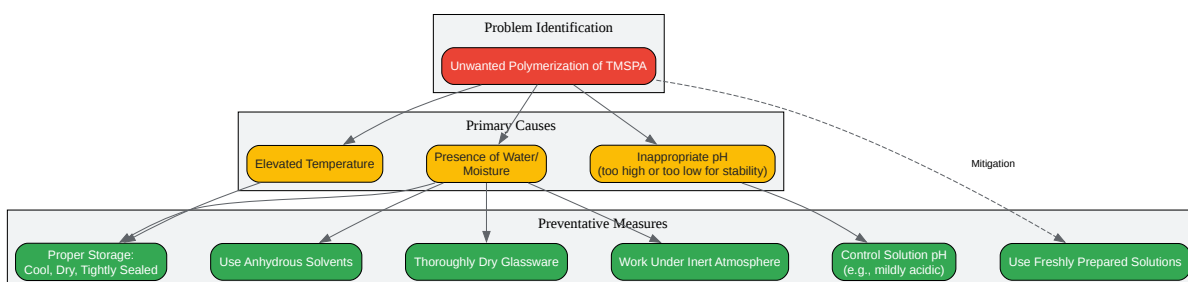 Problem Identification
Unwanted Polymerization of TMSPA
Primary Causes
Elevated Temperature
Presence of Water/
Moisture
Inappropriate pH
(too high or too low for stability)
Mitigation
Preventative Measures
Proper Storage:
Cool, Dry, Tightly Sealed
Use Anhydrous Solvents
Thoroughly Dry Glassware
Work Under Inert Atmosphere
Control Solution pH
(e.g., mildly acidic)
Use Freshly Prepared Solutions